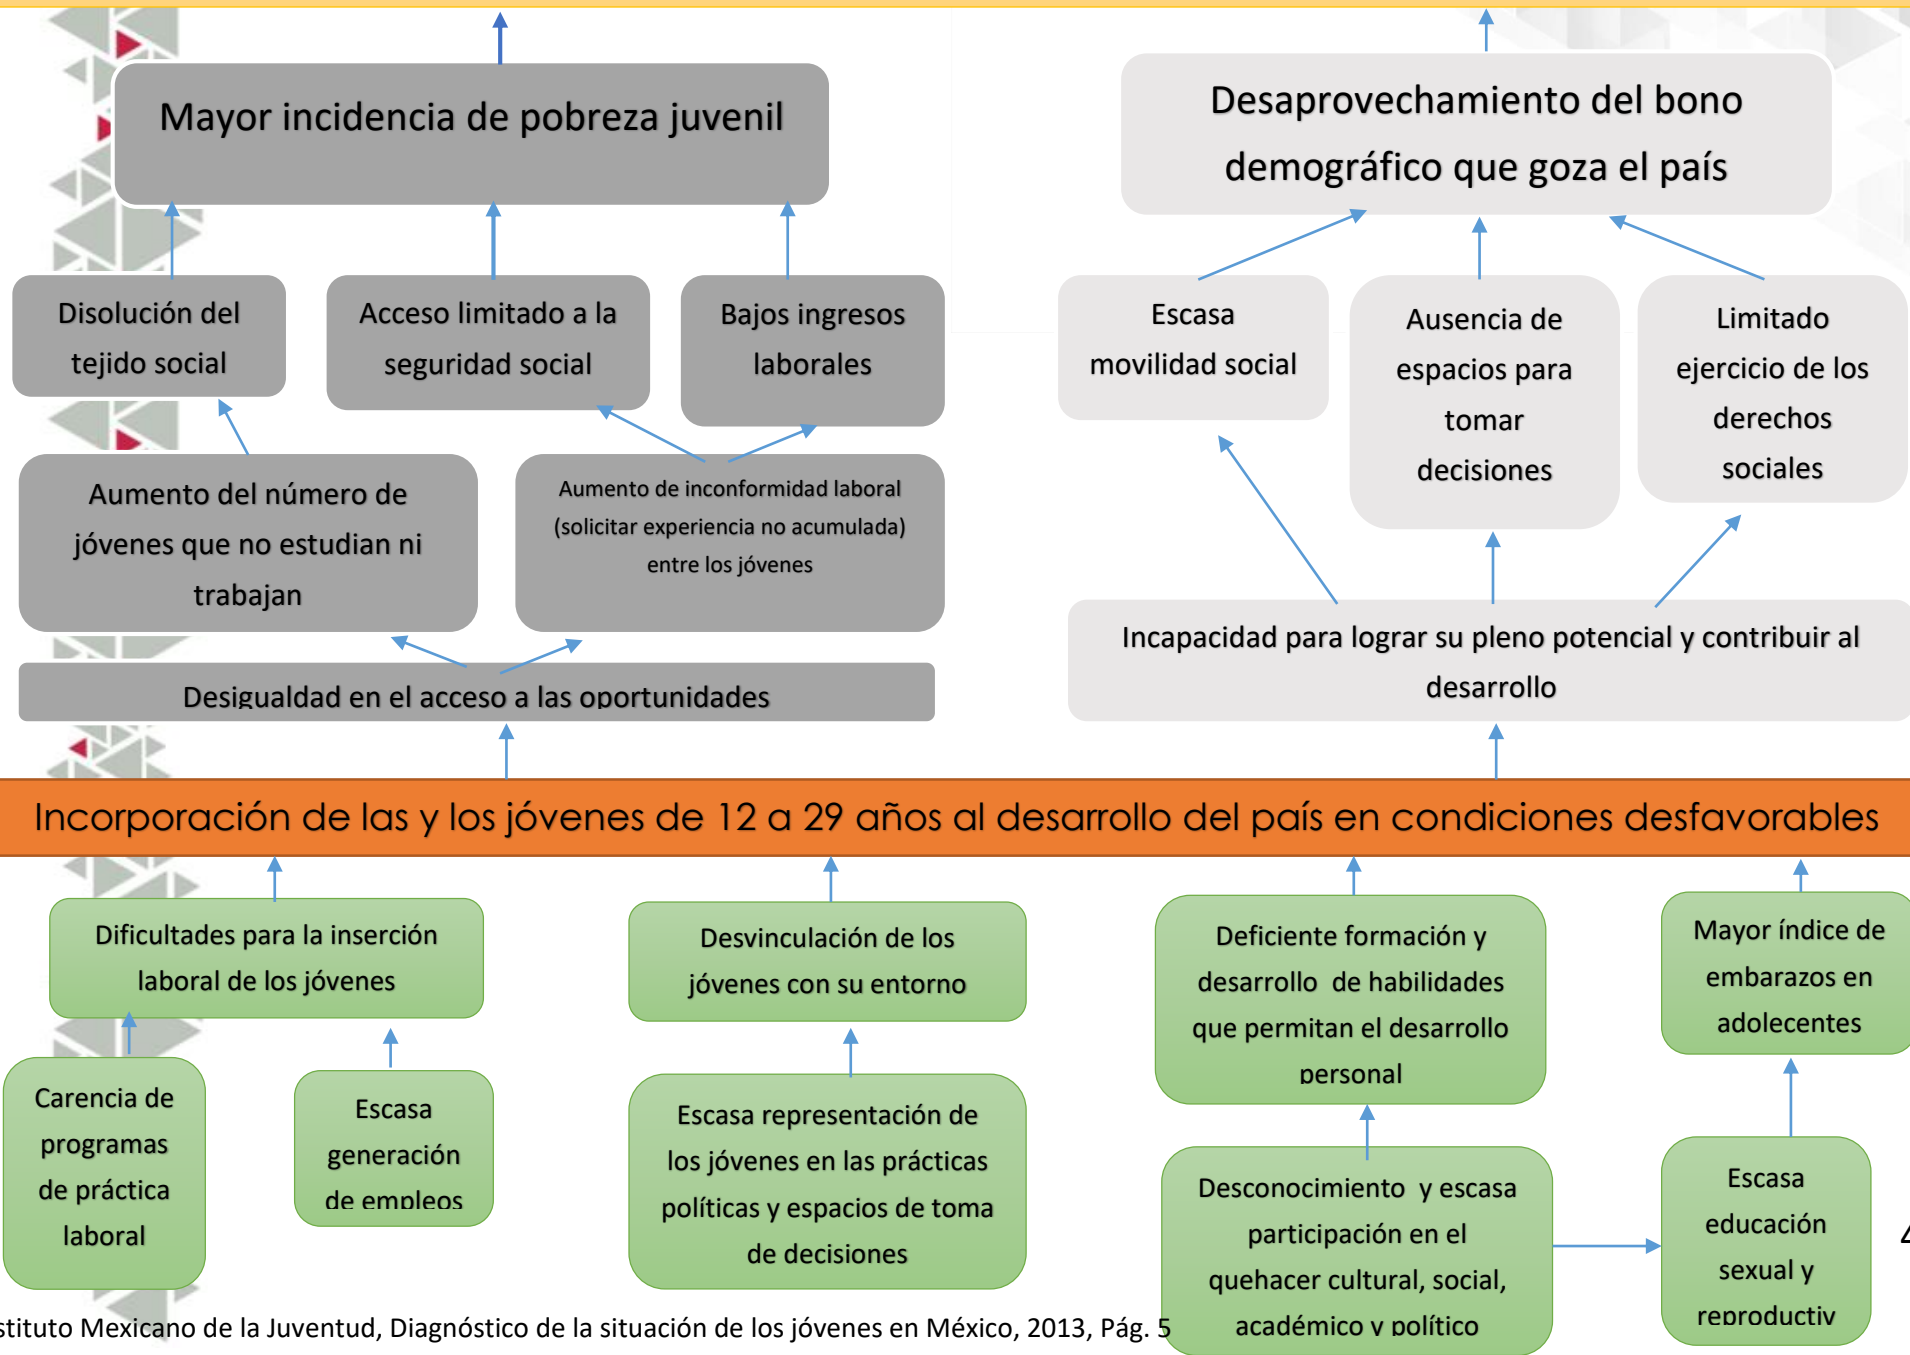 Mayor incidencia de pobreza juvenil
Desaprovechamiento del bono
demográfico que goza el país
Disolución del
tejido social
Acceso limitado a la
seguridad social
Bajos ingresos
laborales
Escasa
movilidad social
Ausencia de
espacios para
tomar
decisiones
Limitado
ejercicio de los
derechos
sociales
Aumento del número de
jóvenes que no estudian ni
trabajan
Aumento de inconformidad laboral
(solicitar experiencia no acumulada)
entre los jóvenes
Incapacidad para lograr su pleno potencial y contribuir al
desarrollo
Desigualdad en el acceso a las oportunidades
Incorporación de las y los jóvenes de 12 a 29 años al desarrollo del país en condiciones desfavorables
Dificultades para la inserción
laboral de los jóvenes
Desvinculación de los
jóvenes con su entorno
Deficiente formación y
desarrollo de habilidades
que permitan el desarrollo
personal
Mayor índice de
embarazos en
adolecentes
Carencia de
programas
de práctica
laboral
Escasa
generación
de empleos
Escasa representación de
los jóvenes en las prácticas
políticas y espacios de toma
de decisiones
Desconocimiento y escasa
participación en el
quehacer cultural, social,
académico y político
Escasa
educación
sexual y
reproductiv
4
stituto Mexicano de la Juventud, Diagnóstico de la situación de los jóvenes en México, 2013, Pág. 5